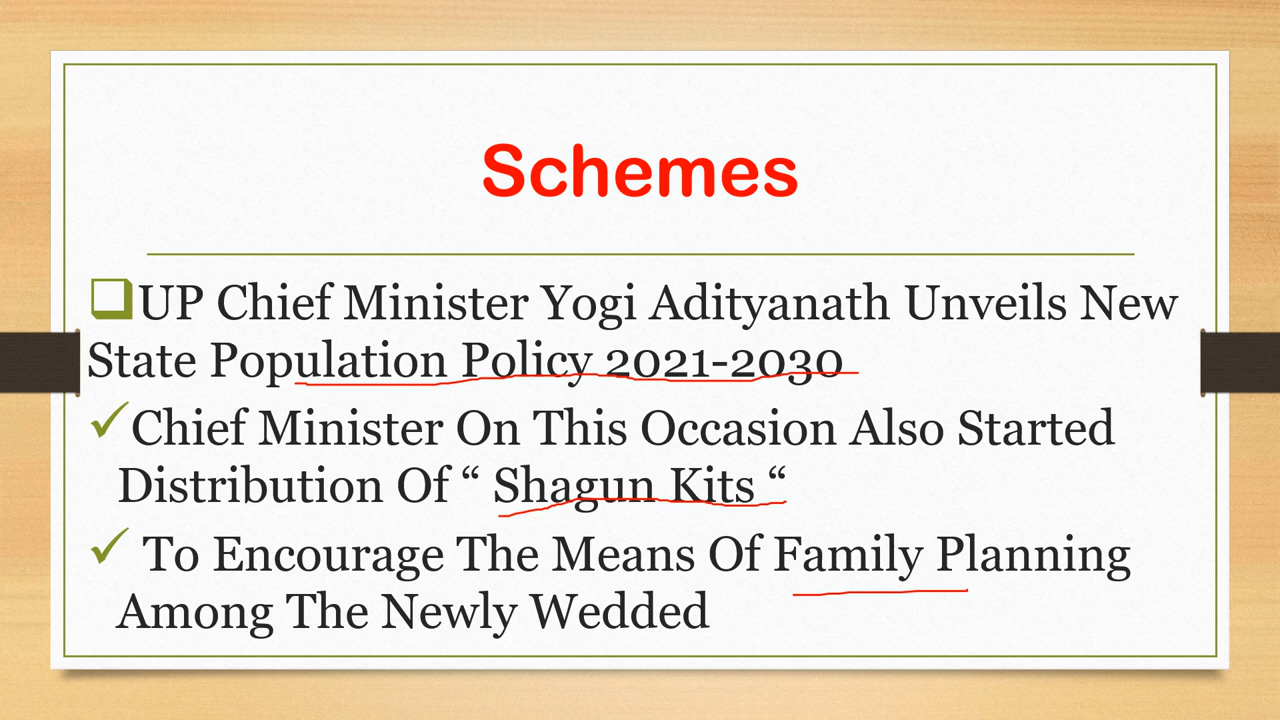 Schemes
UP Chief Minister Yogi Adityanath Unveils New
State Population Policy 2021-2030
Chief Minister On This Occasion Also Started
Distribution Of “ Shagun Kits “
To Encourage The Means Of Family Planning
Among The Newly Wedded